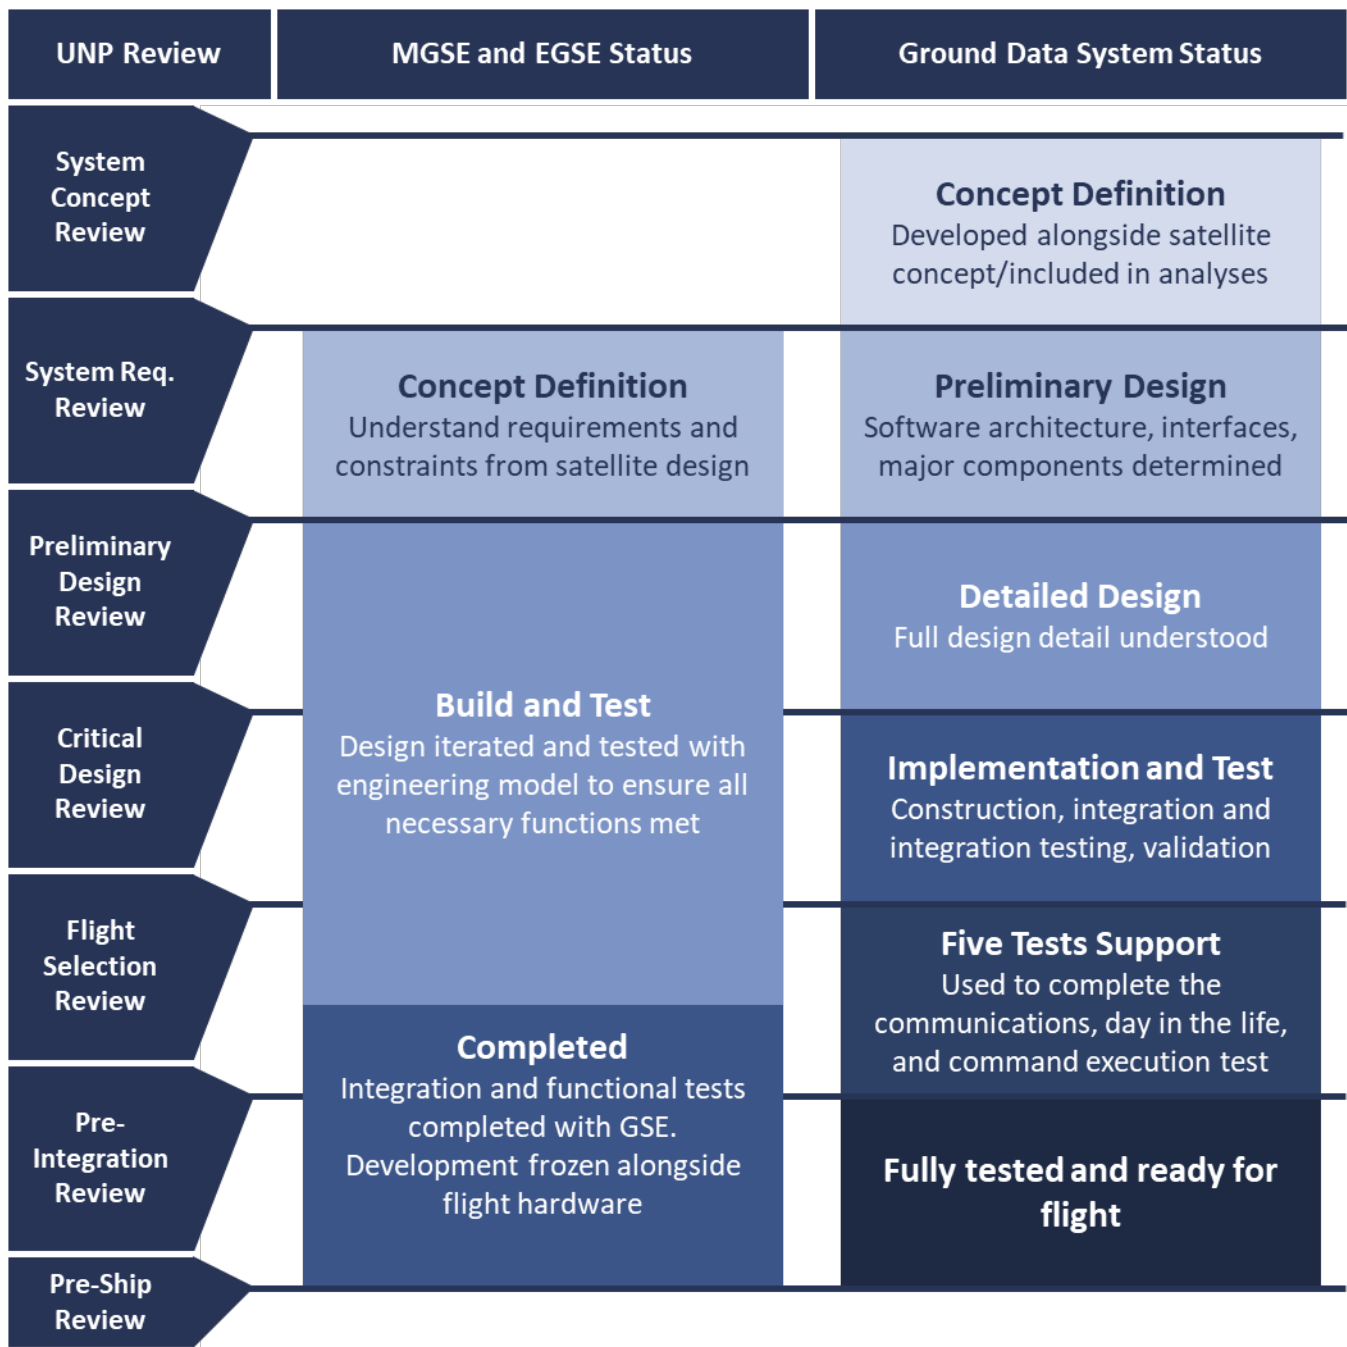 UNP Review
MGSE and EGSE Status
Ground Data System Status
System
Concept
Review
Concept Definition
Developed alongside satellite
concept/included in analyses
System Req.
Review
Concept Definition
Understand requirements and
constraints from satellite design
Preliminary Design
Software architecture, interfaces,
major components determined
Preliminary
Design
Review
Detailed Design
Full design detail understood
Critical
Design
Review
Build and Test
Design iterated and tested with
engineering model to ensure all
necessary functions met
Implementation and Test
Construction, integration and
integration testing, validation
Flight
Selection
Review
Five Tests Support
Used to complete the
communications, day in the life,
and command execution test
Completed
Integration and functional tests
completed with GSE.
Development frozen alongside
flight hardware
Pre-
Integration
Review
Fully tested and ready for
flight
Pre-Ship
Review